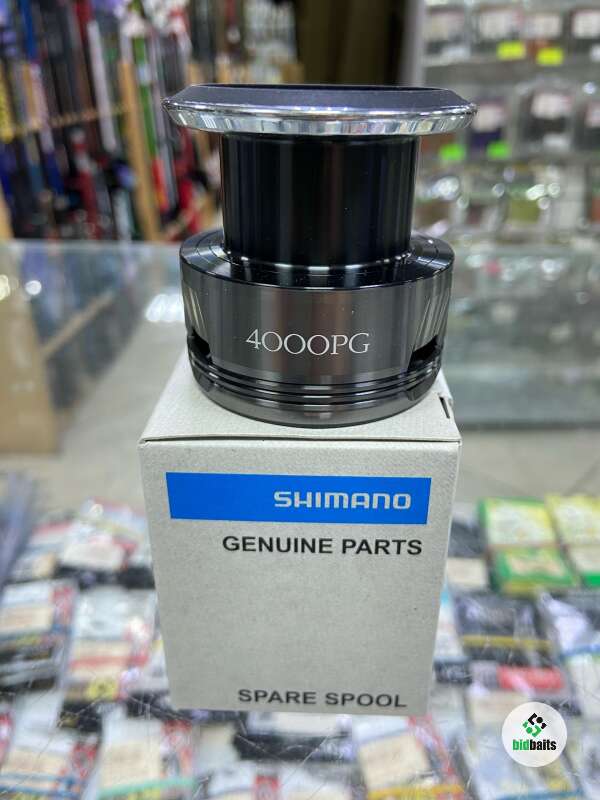 4000PG
SHIMANO
GENUINE PARTS
SPARE SPOOL
bidbaits